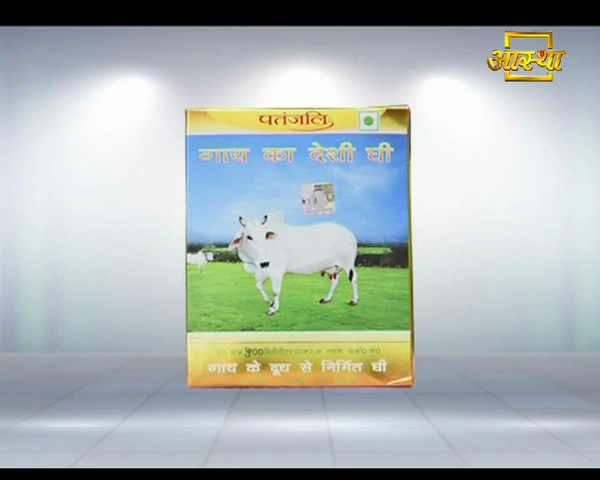 आस्था
पतंजलि
गाय का देशी घी
गाय के दूध से निर्मित घी